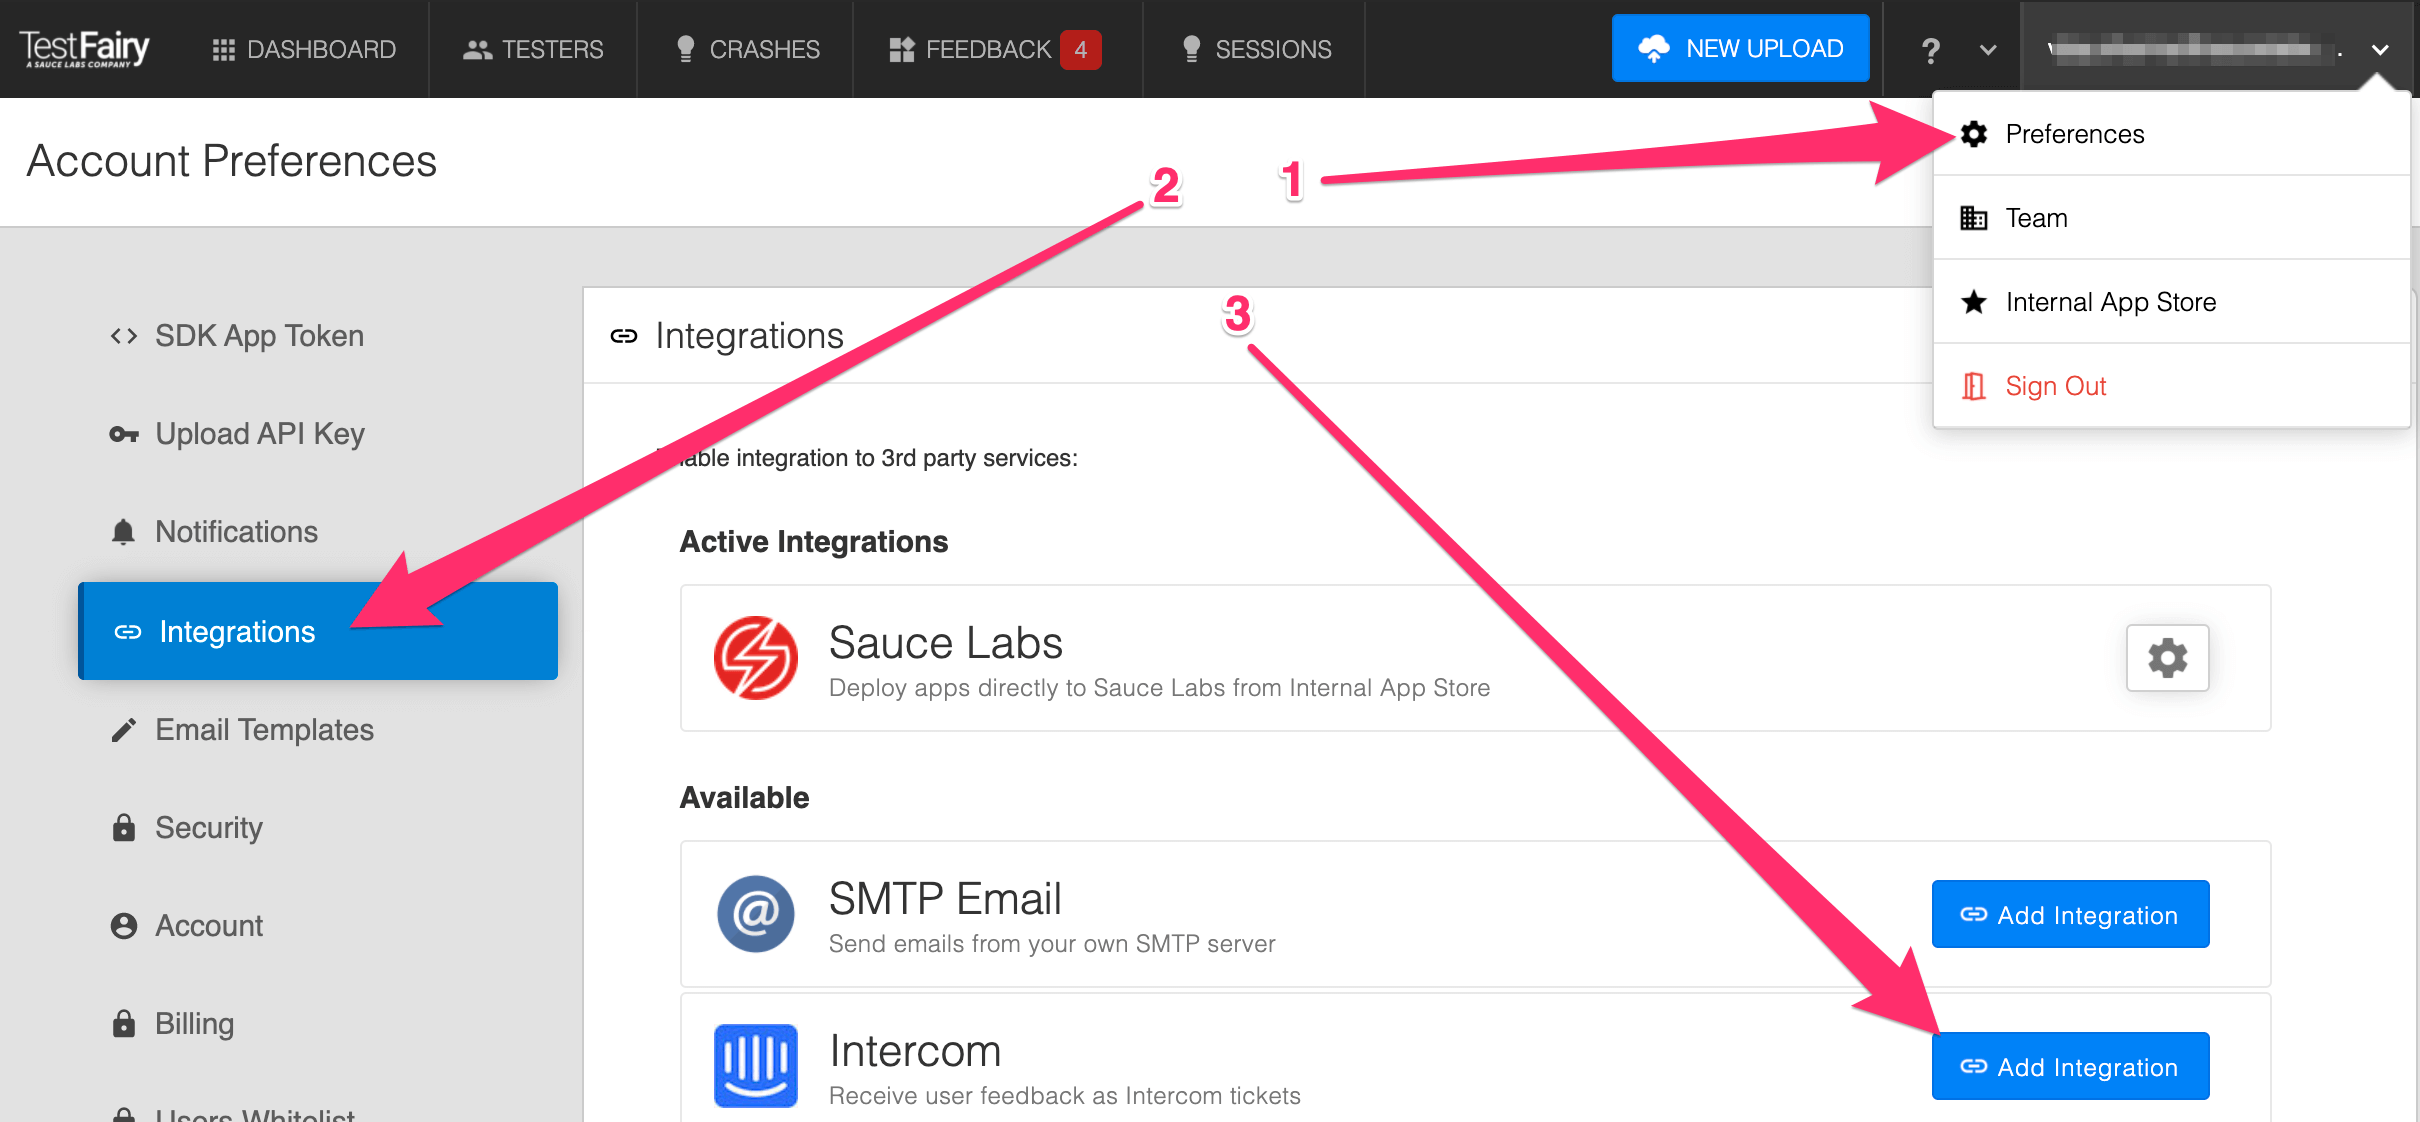 TestFairy
A SAUCE LABS COMPANY
DASHBOARD
TESTERS
CRASHES
FEEDBACK 4
SESSIONS
NEW UPLOAD
?
Account Preferences
2
1
Preferences
Team
Internal App Store
Sign Out
SDK App Token
Upload API Key
Notifications
Integrations
Email Templates
Security
Account
Billing
Users Whitelist
3
Integrations
integration to 3rd party services:
Active Integrations
Sauce Labs
Deploy apps directly to Sauce Labs from Internal App Store
Available
SMTP Email
Send emails from your own SMTP server
Add Integration
Intercom
Receive user feedback as Intercom tickets
Add Integration